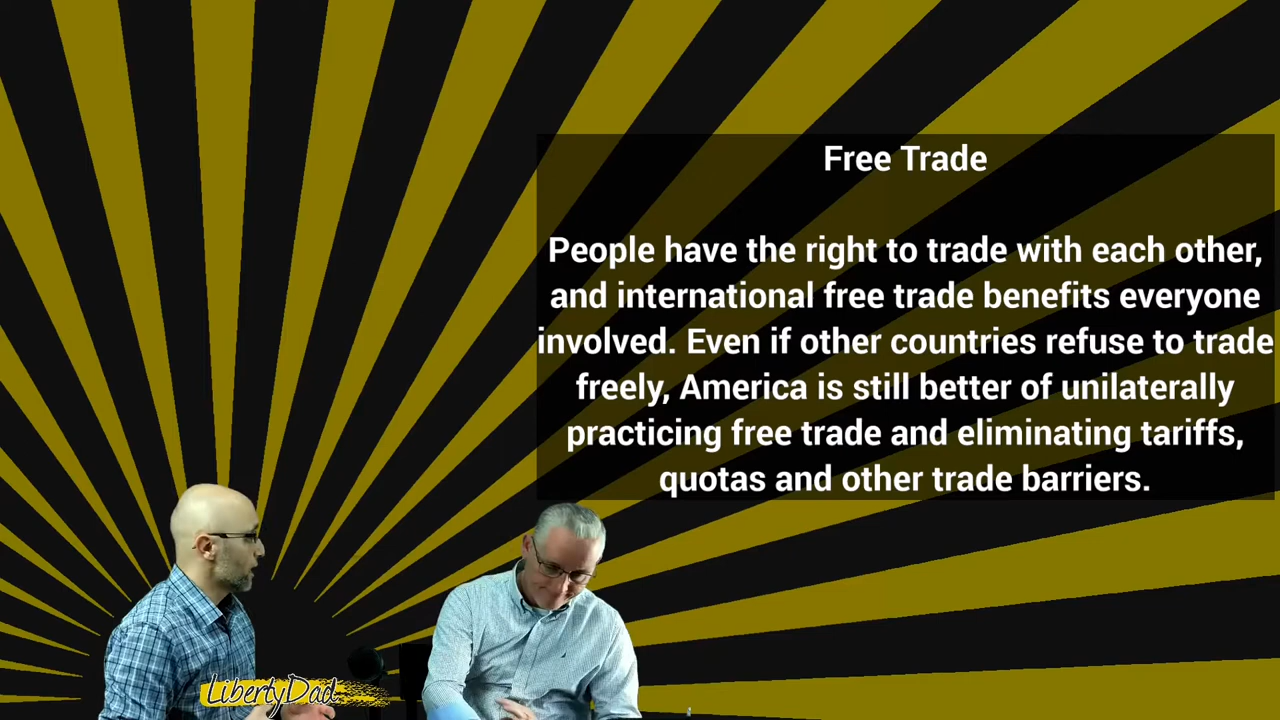 Free Trade
People have the right to trade with each other,
and international free trade benefits everyone
involved. Even if other countries refuse to trade
freely, America is still better of unilaterally
practicing free trade and eliminating tariffs,
quotas and other trade barriers.
LibertyDad